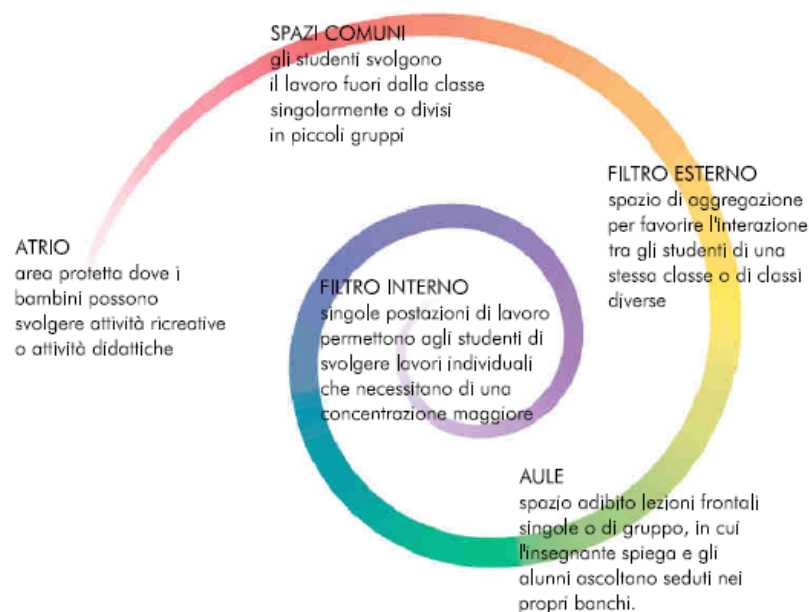 SPAZI COMUNI
gli studenti svolgono
il lavoro fuori dalla classe
singolarmente o divisi
in piccoli gruppi
FILTRO ESTERNO
spazio di aggregazione
per favorire l'interazione
tra gli studenti di una
stessa classe o di classi
diverse
ATRIO
area protetta dove i
bambini possono
svolgere attività ricreative
o attività didattiche
FILTRO INTERNO
singole postazioni di lavoro
permettono agli studenti di
svolgere lavori individuali
che necessitano di una
concentrazione maggiore
AULE
spazio adibito lezioni frontali
singole o di gruppo, in cui
l'insegnante spiega e gli
alunni ascoltano seduti nei
propri banchi.